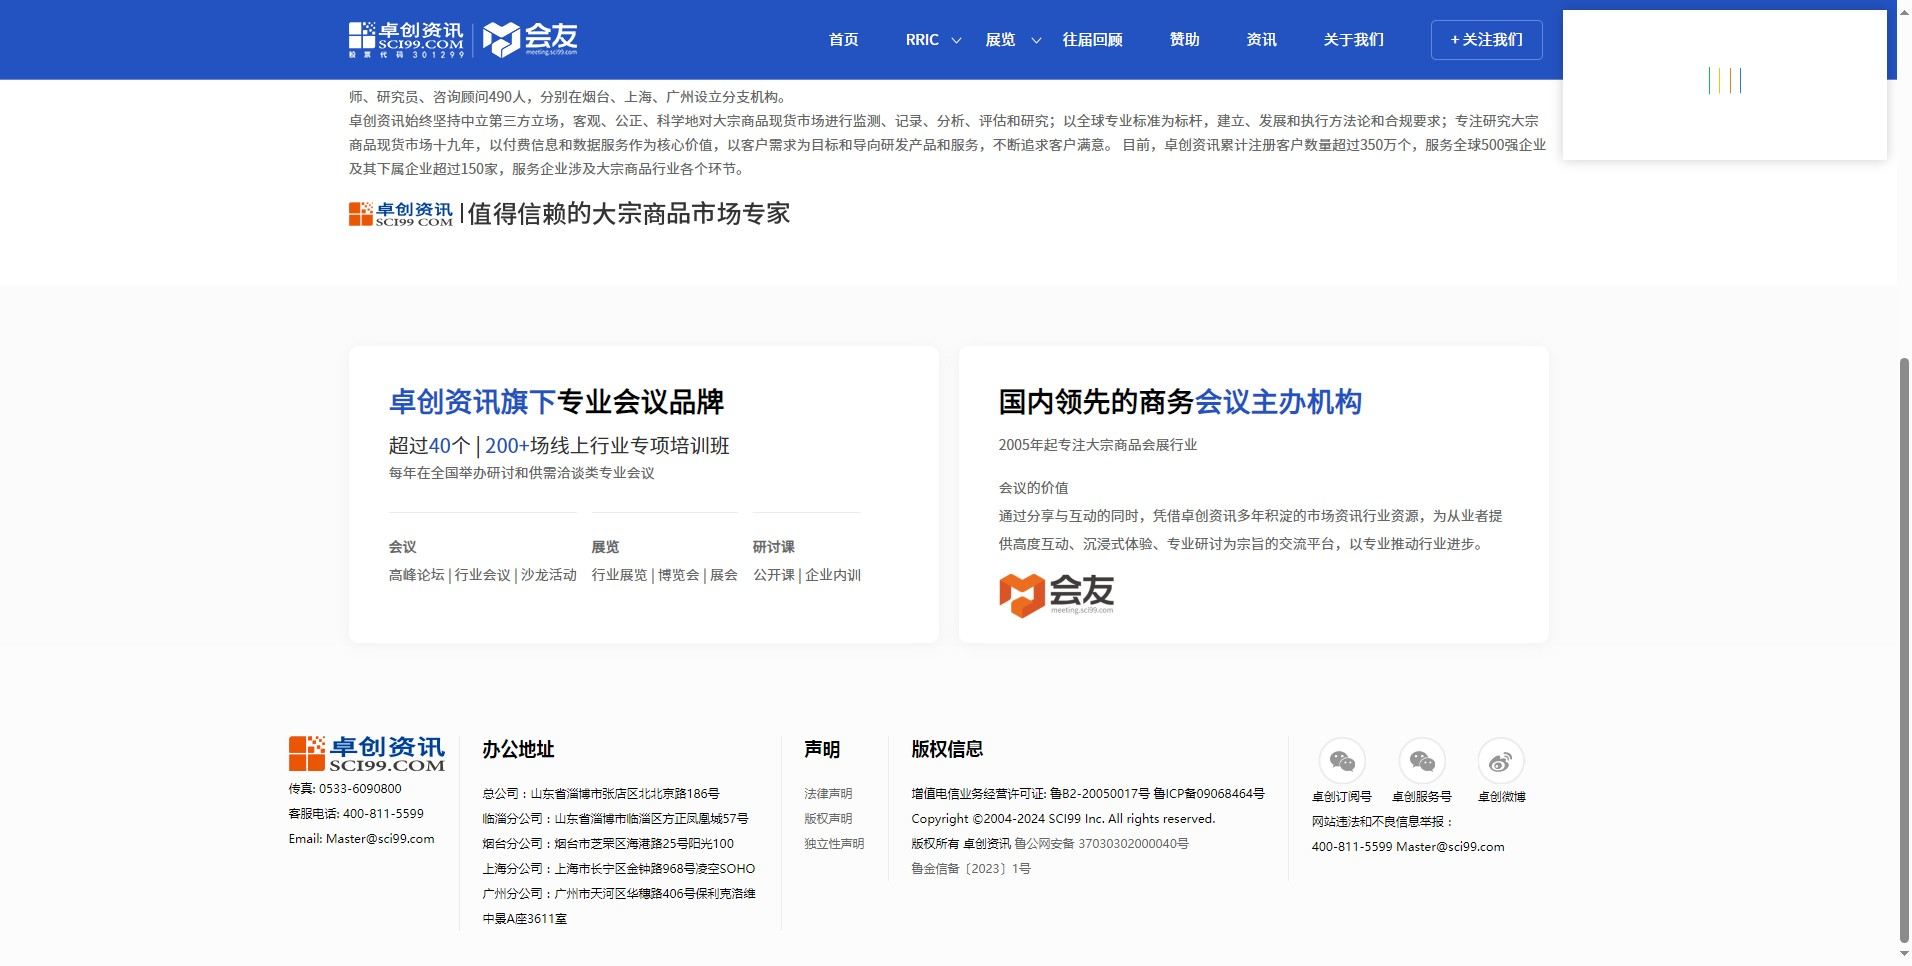 卓创资讯
SCI99.COM
股票代码 301299
会友
meeting.sci99.com
首页
RRIC
展览
往届回顾
赞助
资讯
关于我们
+ 关注我们
师、研究员、咨询顾问490人，分别在烟台、上海、广州设立分支机构。
卓创资讯始终坚持中立第三方立场，客观、公正、科学地对大宗商品现货市场进行监测、记录、分析、评估和研究；以全球专业标准为标杆，建立、发展和执行方法论和合规要求；专注研究大宗
商品现货市场十九年，以付费信息和数据服务作为核心价值，以客户需求为目标和导向研发产品和服务，不断追求客户满意。 目前，卓创资讯累计注册客户数量超过350万个，服务全球500强企业
及其下属企业超过150家，服务企业涉及大宗商品行业各个环节。
卓创资讯
SCI99.COM
|值得信赖的大宗商品市场专家
卓创资讯旗下专业会议品牌
超过40个 | 200+场线上行业专项培训班
每年在全国举办研讨和供需洽谈类专业会议
会议
高峰论坛 | 行业会议 | 沙龙活动
展览
行业展览 | 博览会 | 展会
研讨课
公开课 | 企业内训
国内领先的商务会议主办机构
2005年起专注大宗商品会展行业
会议的价值
通过分享与互动的同时，凭借卓创资讯多年积淀的市场资讯行业资源，为从业者提
供高度互动、沉浸式体验、专业研讨为宗旨的交流平台，以专业推动行业进步。
会友
meeting.sci99.com
卓创资讯
SCI99.COM
传真: 0533-6090800
客服电话: 400-811-5599
Email: Master@sci99.com
办公地址
总公司：山东省淄博市张店区北北京路186号
临淄分公司：山东省淄博市临淄区方正凤凰城57号
烟台分公司：烟台市芝罘区海港路25号阳光100
上海分公司：上海市长宁区金钟路968号凌空SOHO
广州分公司：广州市天河区华穗路406号保利克洛维
中景A座3611室
声明
法律声明
版权声明
独立性声明
版权信息
增值电信业务经营许可证: 鲁B2-20050017号 鲁ICP备09068464号
Copyright ©2004-2024 SCI99 Inc. All rights reserved.
版权所有 卓创资讯 鲁公网安备 37030302000040号
鲁金信备〔2023〕1号
卓创订阅号
卓创服务号
卓创微博
网站违法和不良信息举报：
400-811-5599 Master@sci99.com